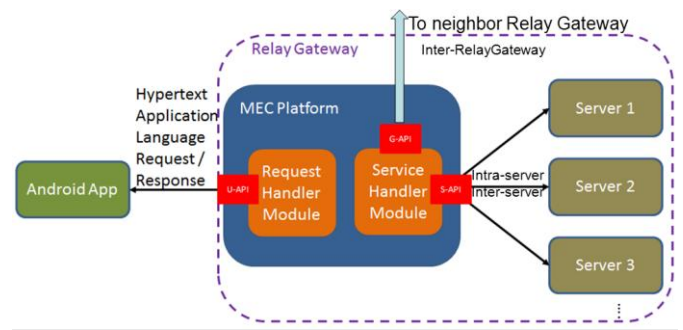 To neighbor Relay Gateway
Relay Gateway
Inter-RelayGateway
Hypertext
Application
Language
Request /
Response
MEC Platform
Server 1
G-API
Request
Handler
Module
Service
Handler
Module
Android App
U-API
S-API
Intra-server
Inter-server
Server 2
Server 3